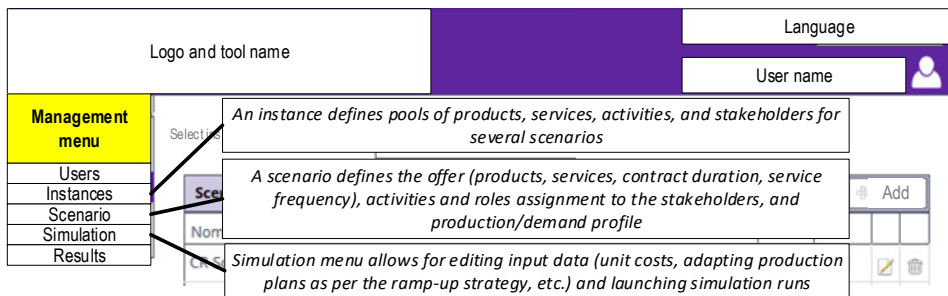 Language
Logo and tool name
User name
Management
menu
An instance defines pools of products, services, activities, and stakeholders for
several scenarios
Users
Instances
Scenario
Simulation
Results
A scenario defines the offer (products, services, contract duration, service
frequency), activities and roles assignment to the stakeholders, and
production/demand profile
Add
Simulation menu allows for editing input data (unit costs, adapting production
plans as per the ramp-up strategy, etc.) and launching simulation runs